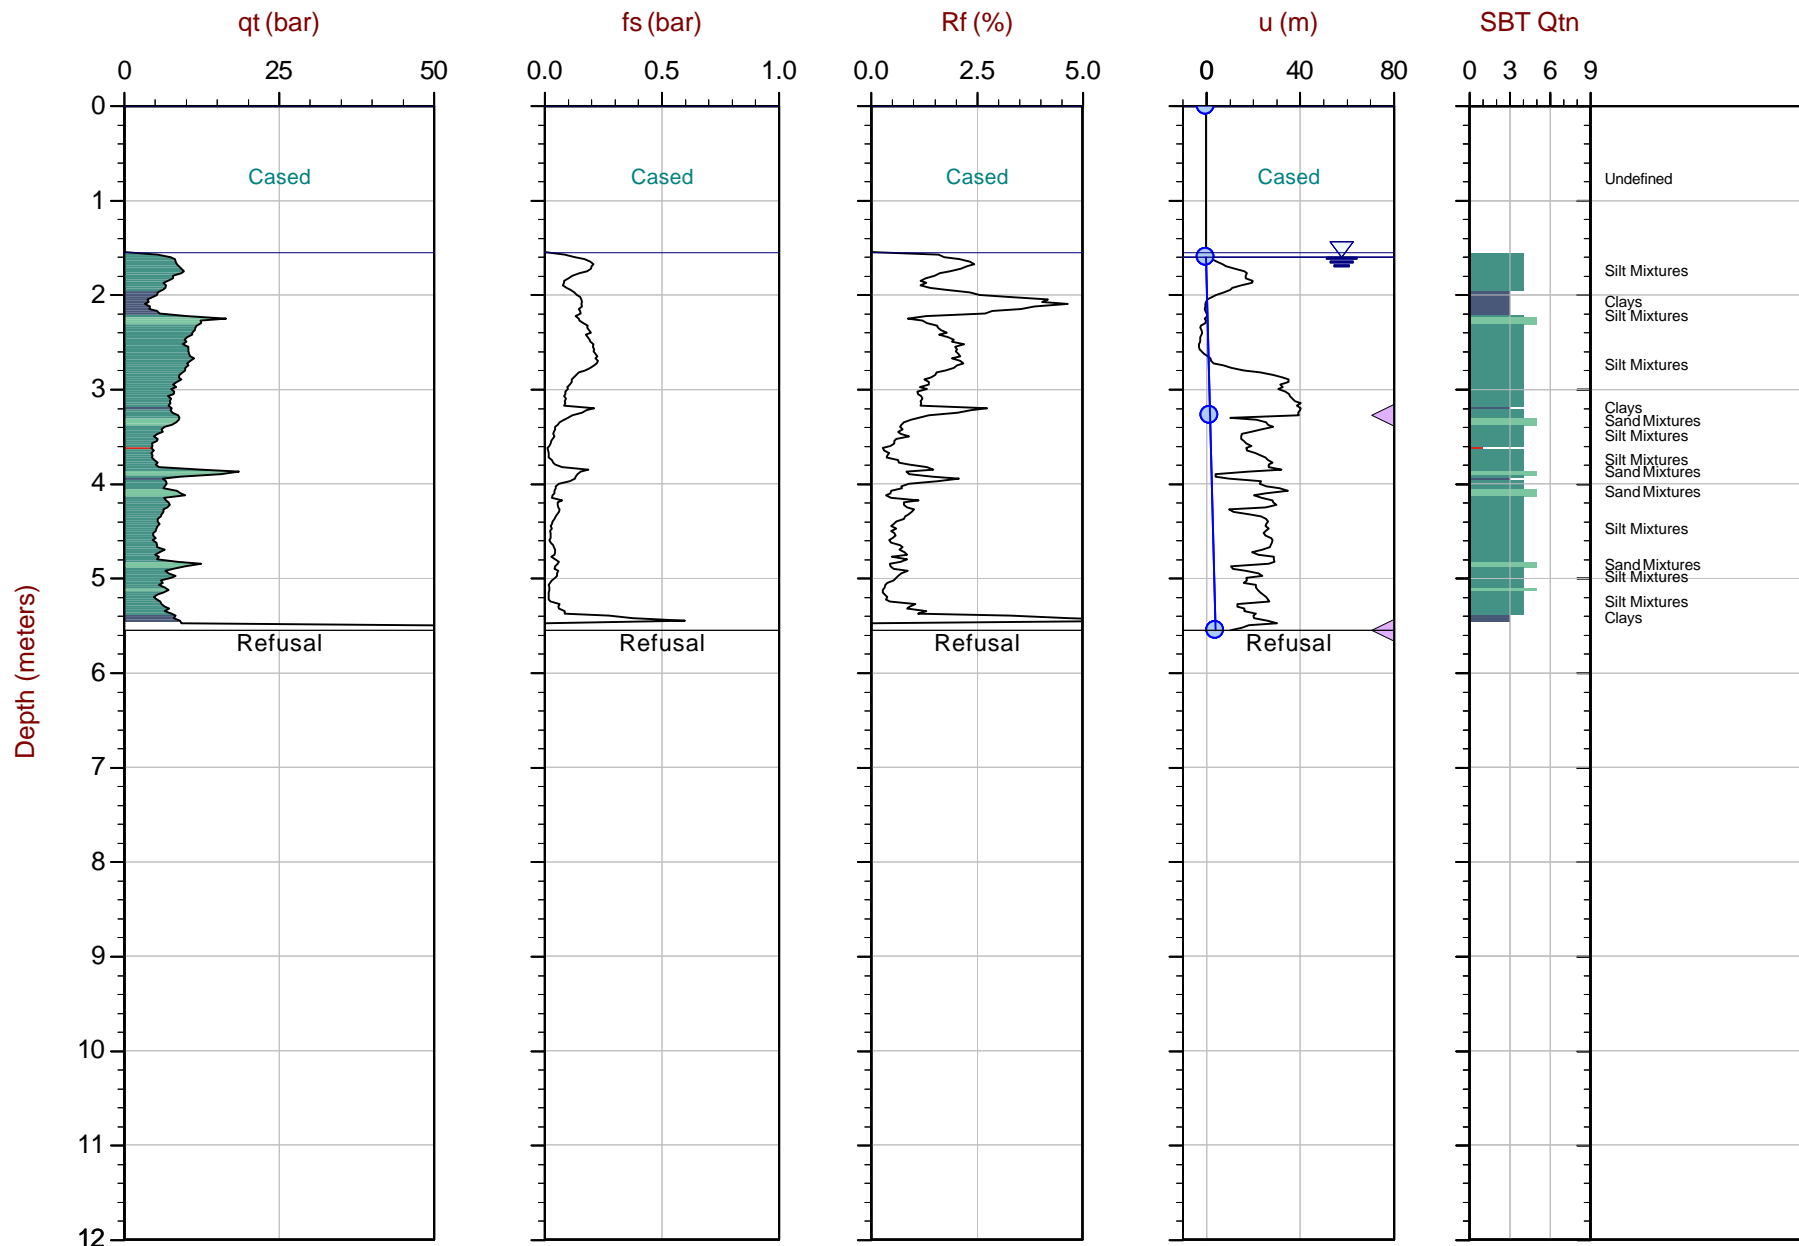 qt (bar) fs (bar) Rf (%) u (m) SBT Qtn
0 25 50 0.0 0.5 1.0 0.0 2.5 5.0 0 40 80 0 3 6 9
0
Cased Cased Cased Cased Undefined
1
Silt Mixtures
2
Clays
Silt Mixtures
Silt Mixtures
3
Clays
Sand Mixtures
Silt Mixtures
Silt Mixtures
Sand Mixtures
4
Sand Mixtures
Silt Mixtures
Sand Mixtures
5
Silt Mixtures
Silt Mixtures
Clays
Refusal Refusal Refusal Refusal
6
Depth (meters)
7
8
9
10
11
12